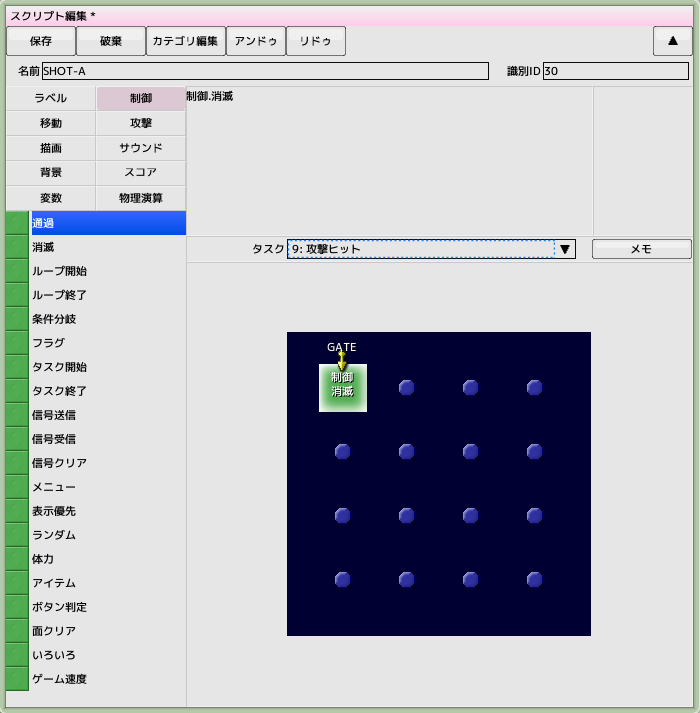 スクリプト編集 *
保存 破棄 カテゴリ編集 アンドゥ リドゥ ▲
名前 SHOT-A 識別ID 30
ラベル 制御
移動 攻撃
描画 サウンド
背景 スコア
変数 物理演算
制御.消滅
通過
消滅
ループ開始
ループ終了
条件分岐
フラグ
タスク開始
タスク終了
信号送信
信号受信
信号クリア
メニュー
表示優先
ランダム
体力
アイテム
ボタン判定
面クリア
いろいろ
ゲーム速度
タスク 9: 攻撃ヒット ▼ メモ
GATE
制御
消滅